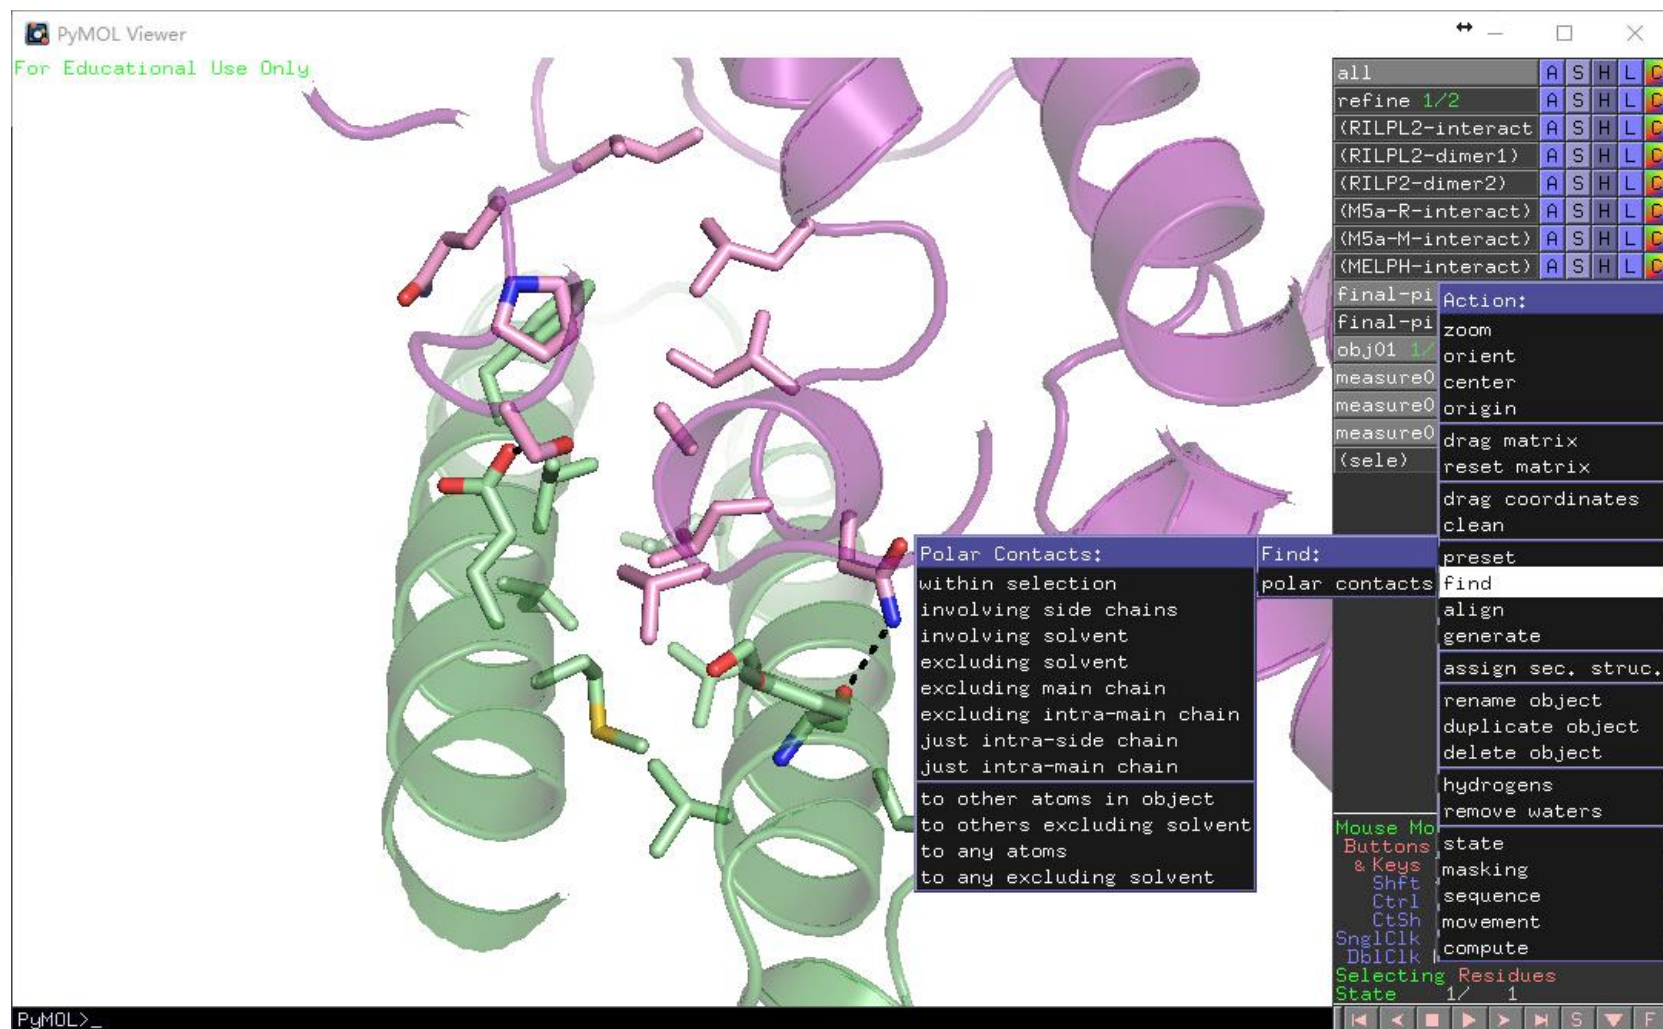 PyMOL Viewer
For Educational Use Only
all A S H L C
refine 1/2 A S H L C
(RILPL2-interact A S H L C
(RILPL2-dimer1) A S H L C
(RILP2-dimer2) A S H L C
(M5a-R-interact) A S H L C
(M5a-M-interact) A S H L C
(MELPH-interact) A S H L C
final-pi
final-pi
obj01 1/
measure0
measure0
measure0
(sele)
Action:
zoom
orient
center
origin
drag matrix
reset matrix
drag coordinates
clean
preset
find
align
generate
assign sec. struc.
rename object
duplicate object
delete object
hydrogens
remove waters
state
masking
sequence
movement
compute
Find:
polar contacts
Polar Contacts:
within selection
involving side chains
involving solvent
excluding solvent
excluding main chain
excluding intra-main chain
just intra-side chain
just intra-main chain
to other atoms in object
to others excluding solvent
to any atoms
to any excluding solvent
Mouse Mo
Buttons
& Keys
Shft
Ctrl
CtSh
SnglClk
DblClk
Selecting Residues
State 1/ 1
PyMOL>_
S F